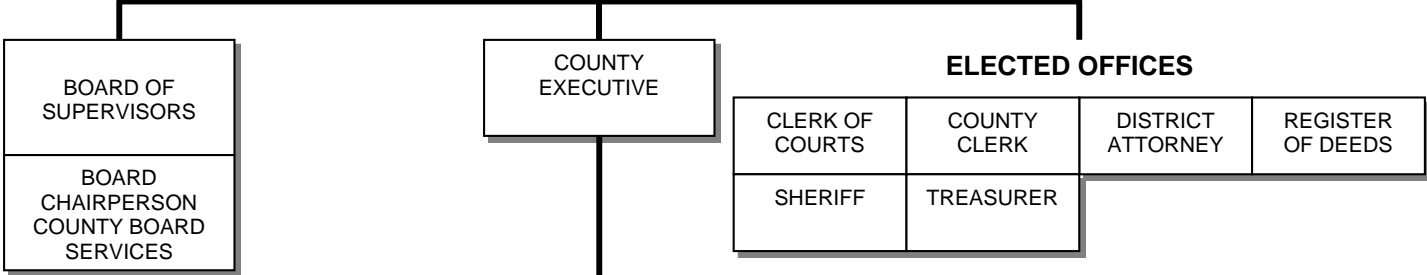 BOARD OF
SUPERVISORS
BOARD
CHAIRPERSON
COUNTY BOARD
SERVICES
COUNTY
EXECUTIVE
ELECTED OFFICES
CLERK OF
COURTS
COUNTY
CLERK
DISTRICT
ATTORNEY
REGISTER
OF DEEDS
SHERIFF
TREASURER